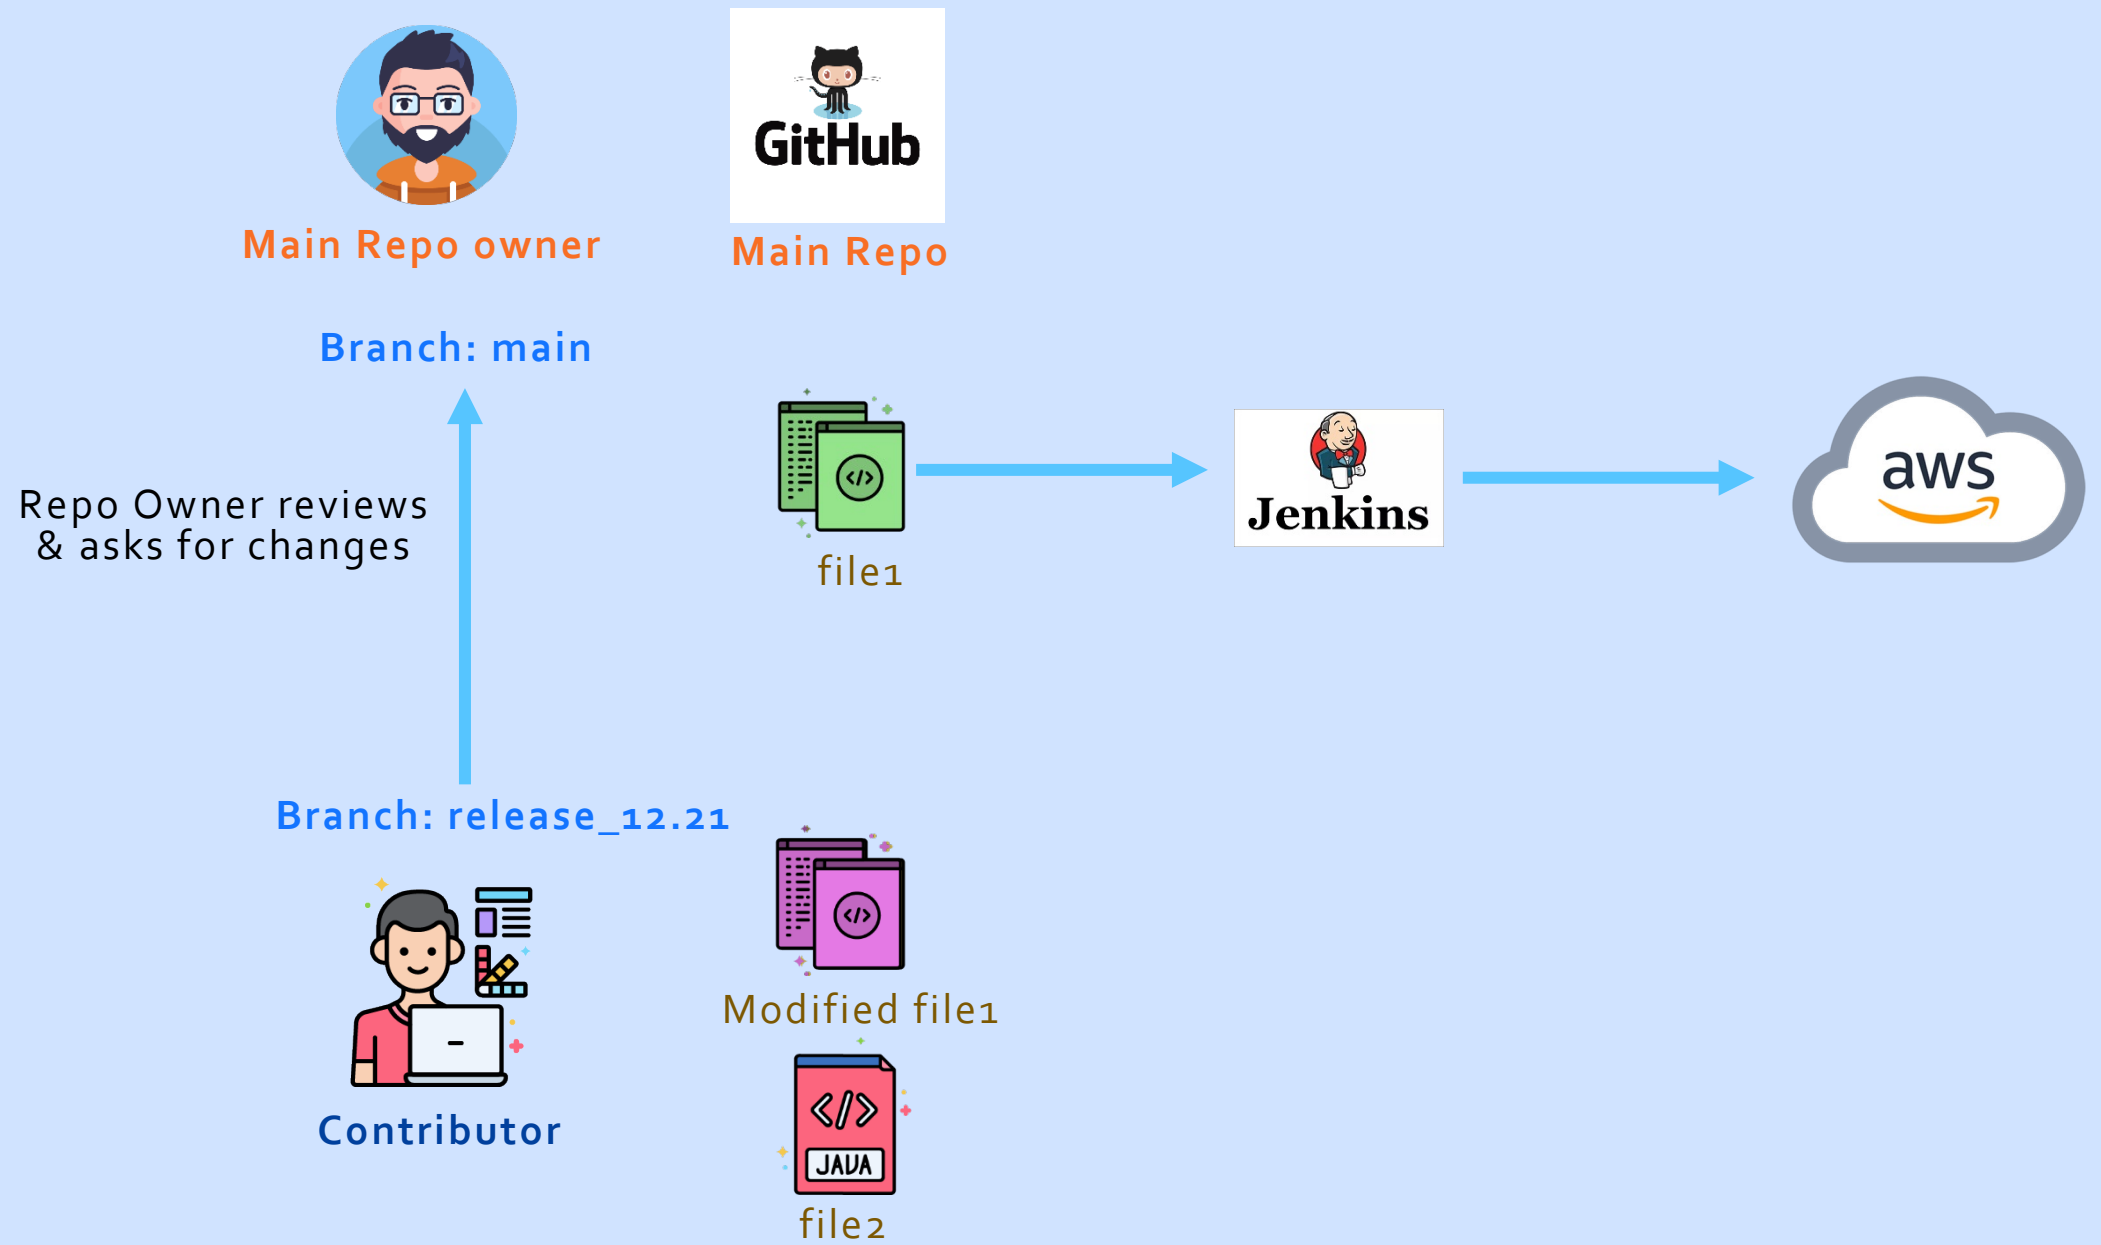 GitHub
Main Repo owner
Main Repo
Branch: main
Repo Owner reviews
& asks for changes
</>
file1
Jenkins
aws
Branch: release_12.21
</>
Modified file1
Contributor
</>
JAVA
file2